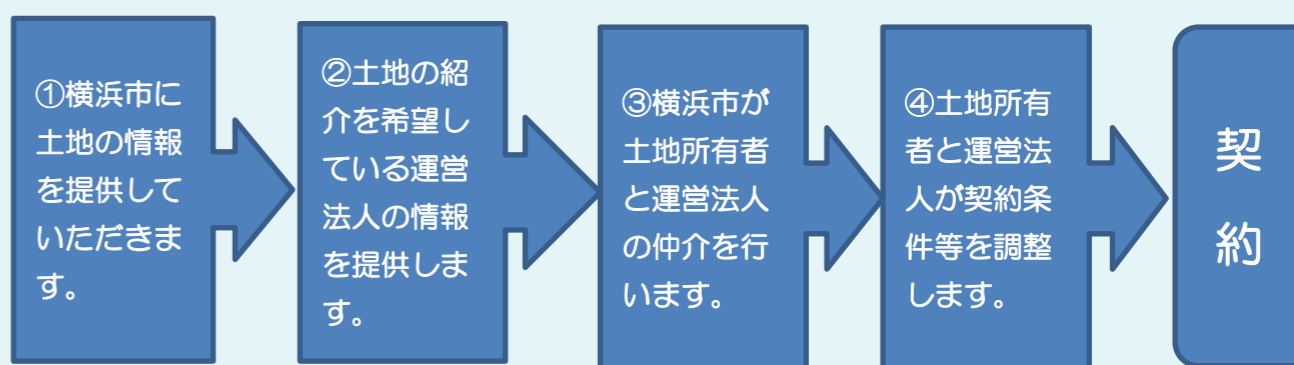 ①横浜市に
土地の情報
を提供して
いただきま
す。
②土地の紹
介を希望し
ている運営
法人の情報
を提供しま
す。
③横浜市が
土地所有者
と運営法人
の仲介を行
います。
④土地所有
者と運営法
人が契約条
件等を調整
します。
契
約